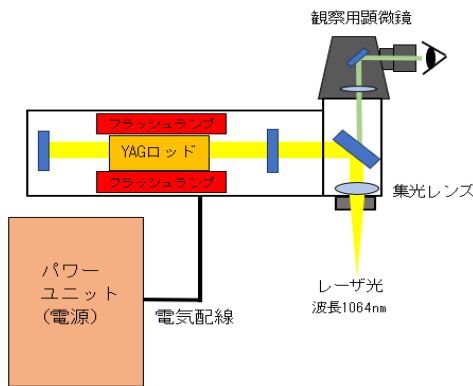 観察用顕微鏡
フラッシュランプ
YAGロッド
フラッシュランプ
集光レンズ
パワー
ユニット
(電源)
電気配線
レーザ光
波長1064nm